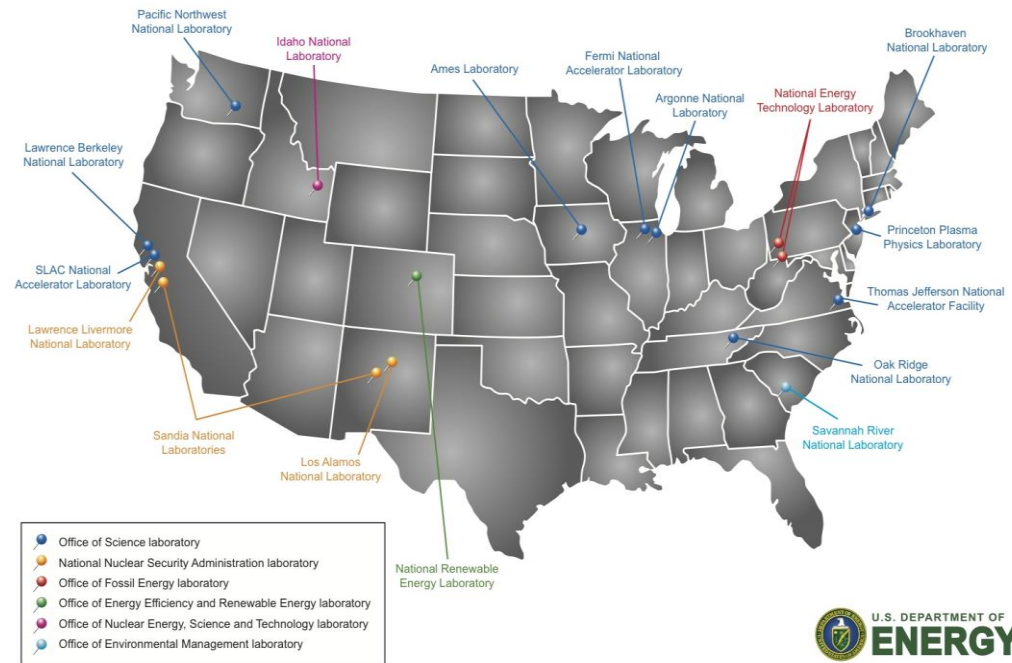 Pacific Northwest
National Laboratory
Idaho National
Laboratory
Ames Laboratory
Fermi National
Accelerator Laboratory
Argonne National
Laboratory
National Energy
Technology Laboratory
Brookhaven
National Laboratory
Lawrence Berkeley
National Laboratory
SLAC National
Accelerator Laboratory
Lawrence Livermore
National Laboratory
Princeton Plasma
Physics Laboratory
Thomas Jefferson National
Accelerator Facility
Oak Ridge
National Laboratory
Savannah River
National Laboratory
Sandia National
Laboratories
Los Alamos
National Laboratory
National Renewable
Energy Laboratory
Office of Science laboratory
National Nuclear Security Administration laboratory
Office of Fossil Energy laboratory
Office of Energy Efficiency and Renewable Energy laboratory
Office of Nuclear Energy, Science and Technology laboratory
Office of Environmental Management laboratory
U.S. DEPARTMENT OF
ENERGY